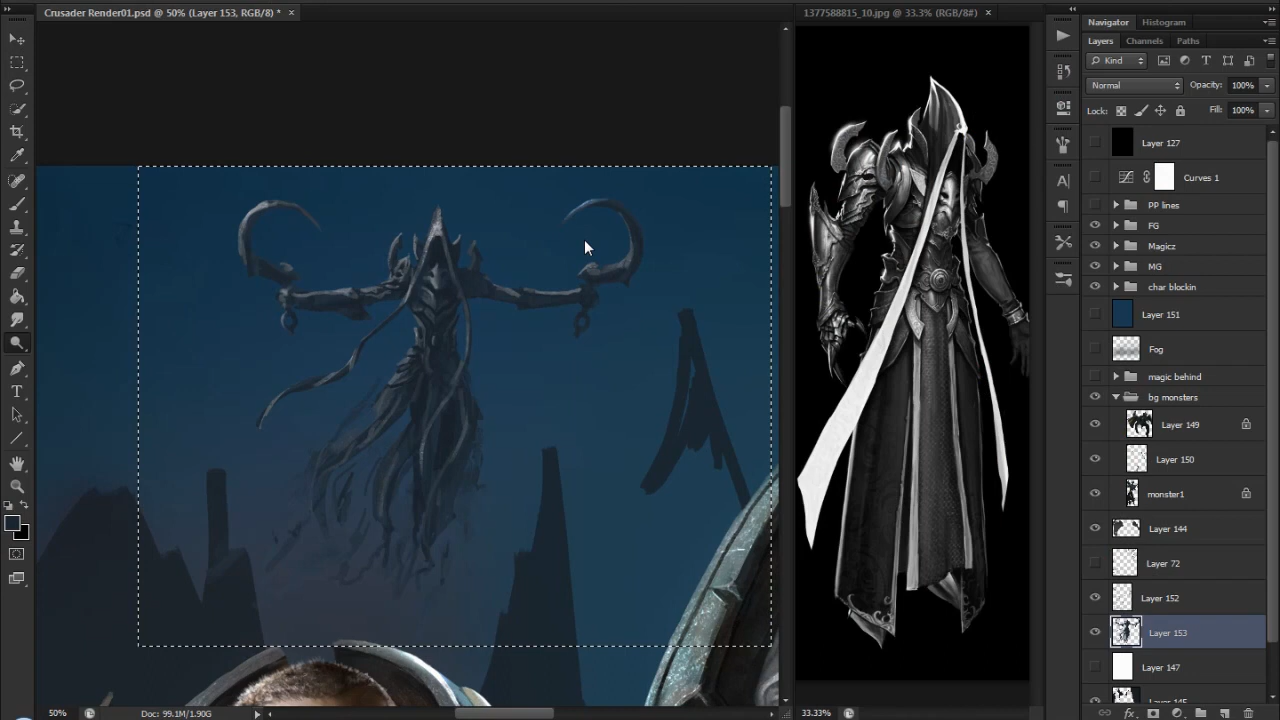 Crusader Render01.psd @ 50% (Layer 153, RGB/8) * ×
1377588815_10.jpg @ 33.3% (RGB/8#) ×
Navigator Histogram
Layers Channels Paths
Kind
Normal Opacity: 100%
Lock: Fill: 100%
Layer 127
Curves 1
PP lines
FG
Magicz
MG
char blockin
Layer 151
Fog
magic behind
bg monsters
Layer 149
Layer 150
monster1
Layer 144
Layer 72
Layer 152
Layer 153
Layer 147
50% Doc: 99.1M/1.90G
33.33%